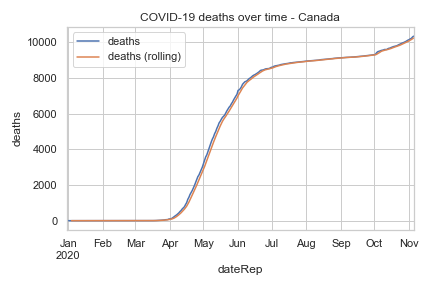 COVID-19 deaths over time - Canada
deaths
deaths (rolling)
deaths
10000
8000
6000
4000
2000
0
Jan Feb Mar Apr May Jun Jul Aug Sep Oct Nov
2020
dateRep